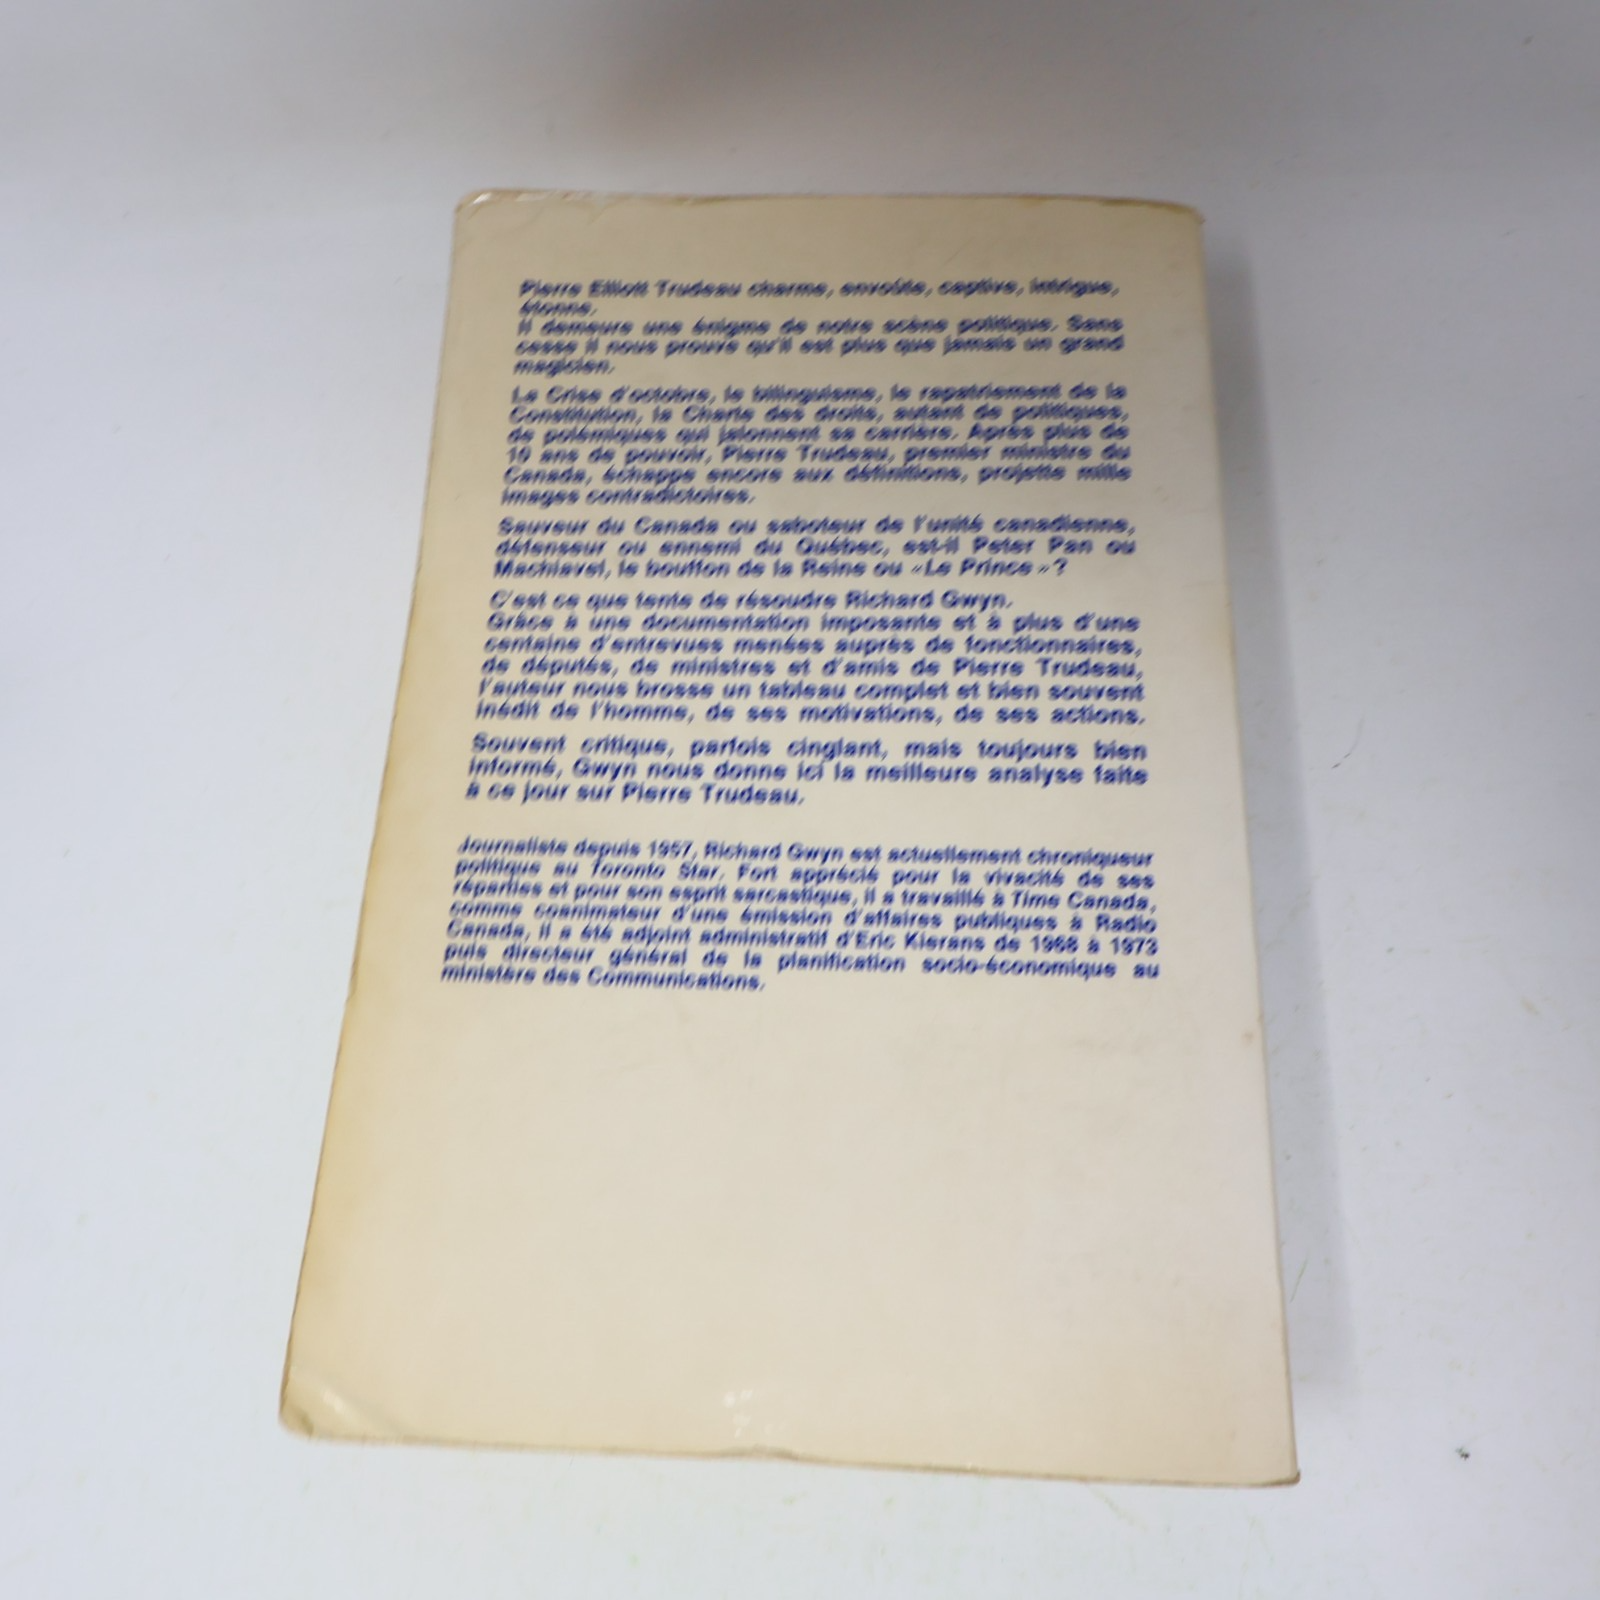 Pierre Elliott Trudeau charme, envoûte, captive, intrigue,
étonne.
Il demeure une énigme de notre scène politique. Sans
cesse il nous prouve qu'il est plus que jamais un grand
magicien.
La Crise d'octobre, le bilinguisme, le rapatriement de la
Constitution, la Charte des droits, autant de politiques,
de polémiques qui jalonnent sa carrière. Après plus de
10 ans de pouvoir, Pierre Trudeau, premier ministre du
Canada, échappe encore aux définitions, projette mille
images contradictoires.
Sauveur du Canada ou saboteur de l'unité canadienne,
défenseur ou ennemi du Québec, est-il Peter Pan ou
Machiavel, le bouffon de la Reine ou «Le Prince»?
C'est ce que tente de résoudre Richard Gwyn.
Grâce à une documentation imposante et à plus d'une
centaine d'entrevues menées auprès de fonctionnaires,
de députés, de ministres et d'amis de Pierre Trudeau,
l'auteur nous brosse un tableau complet et bien souvent
inédit de l'homme, de ses motivations, de ses actions.
Souvent critique, parfois cinglant, mais toujours bien
informé, Gwyn nous donne ici la meilleure analyse faite
à ce jour sur Pierre Trudeau.
Journaliste depuis 1957, Richard Gwyn est actuellement chroniqueur
politique au Toronto Star. Fort apprécié pour la vivacité de ses
réparties et pour son esprit sarcastique, il a travaillé à Time Canada,
comme coanimateur d'une émission d'affaires publiques à Radio
Canada, il a été adjoint administratif d'Eric Kierans de 1968 à 1973
puis directeur général de la planification socio-économique au
ministère des Communications.